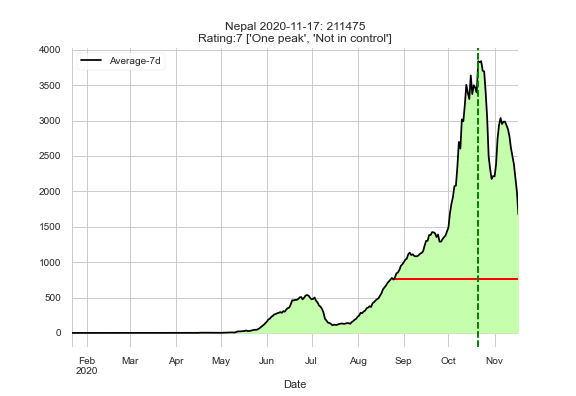 Nepal 2020-11-17: 211475
Rating:7 ['One peak', 'Not in control']
Average-7d
4000
3500
3000
2500
2000
1500
1000
500
0
Feb Mar Apr May Jun Jul Aug Sep Oct Nov
2020
Date